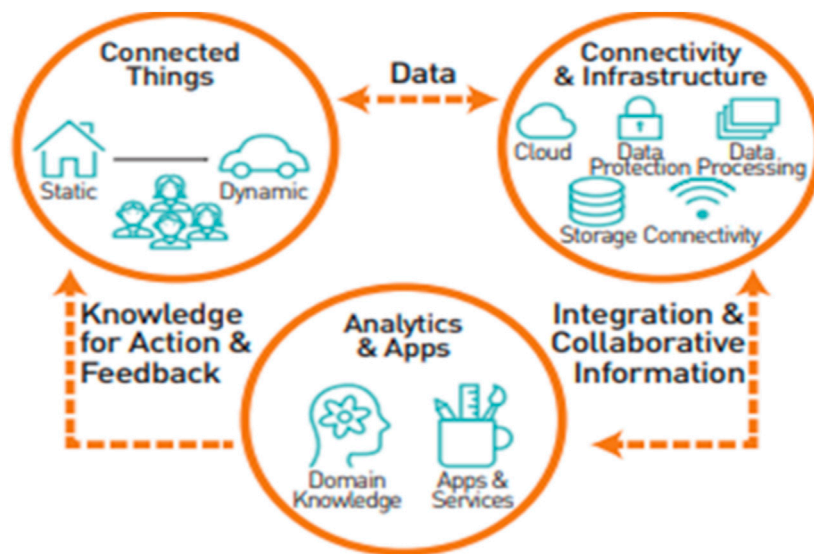 Connected
Things
Static
Dynamic
Data
Connectivity
& Infrastructure
Cloud
Data
Protection
Data
Processing
Storage
Connectivity
Knowledge
for Action &
Feedback
Analytics
& Apps
Domain
Knowledge
Apps &
Services
Integration &
Collaborative
Information